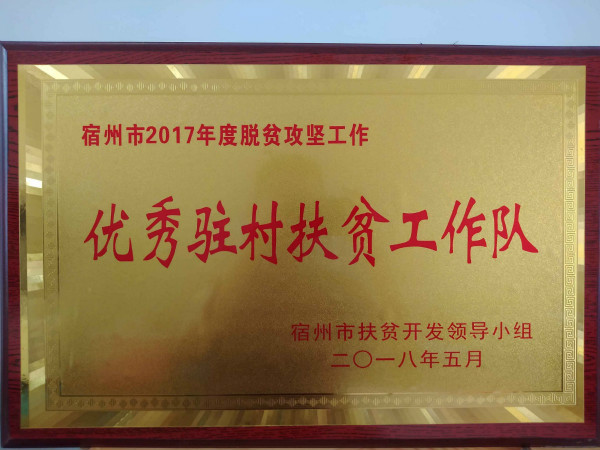 宿州市2017年度脱贫攻坚工作
优秀驻村扶贫工作队
宿州市扶贫开发领导小组
二〇一八年五月